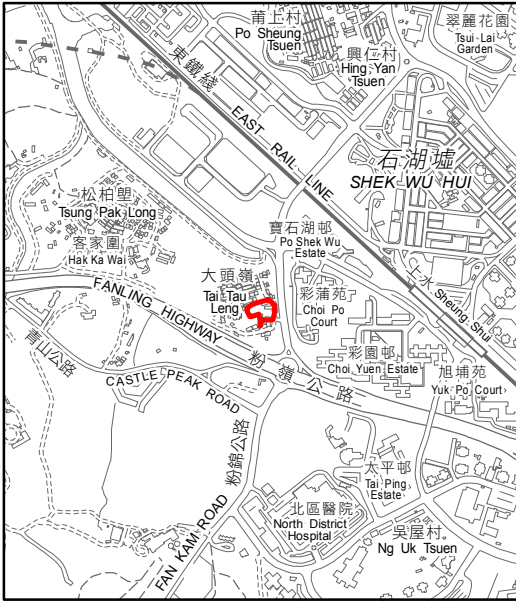 莆上村
Po Sheung
Tsuen
翠麗花園
Tsui Lai
Garden
興仁村
Hing Yan
Tsuen
東鐵綫
EAST RAIL LINE
石湖墟
SHEK WU HUI
松柏塱
Tsung Pak Long
客家圍
Hak Ka Wai
寶石湖邨
Po Shek Wu
Estate
大頭嶺
Tai Tau
Leng
彩蒲苑
Choi Po
Court
上水 Sheung Shui
FANLING HIGHWAY
粉嶺公路
青山公路
CASTLE PEAK ROAD
彩園邨
Choi Yuen Estate
旭埔苑
Yuk Po Court
粉錦公路
FAN KAM ROAD
太平邨
Tai Ping
Estate
北區醫院
North District
Hospital
吳屋村
Ng Uk Tsuen